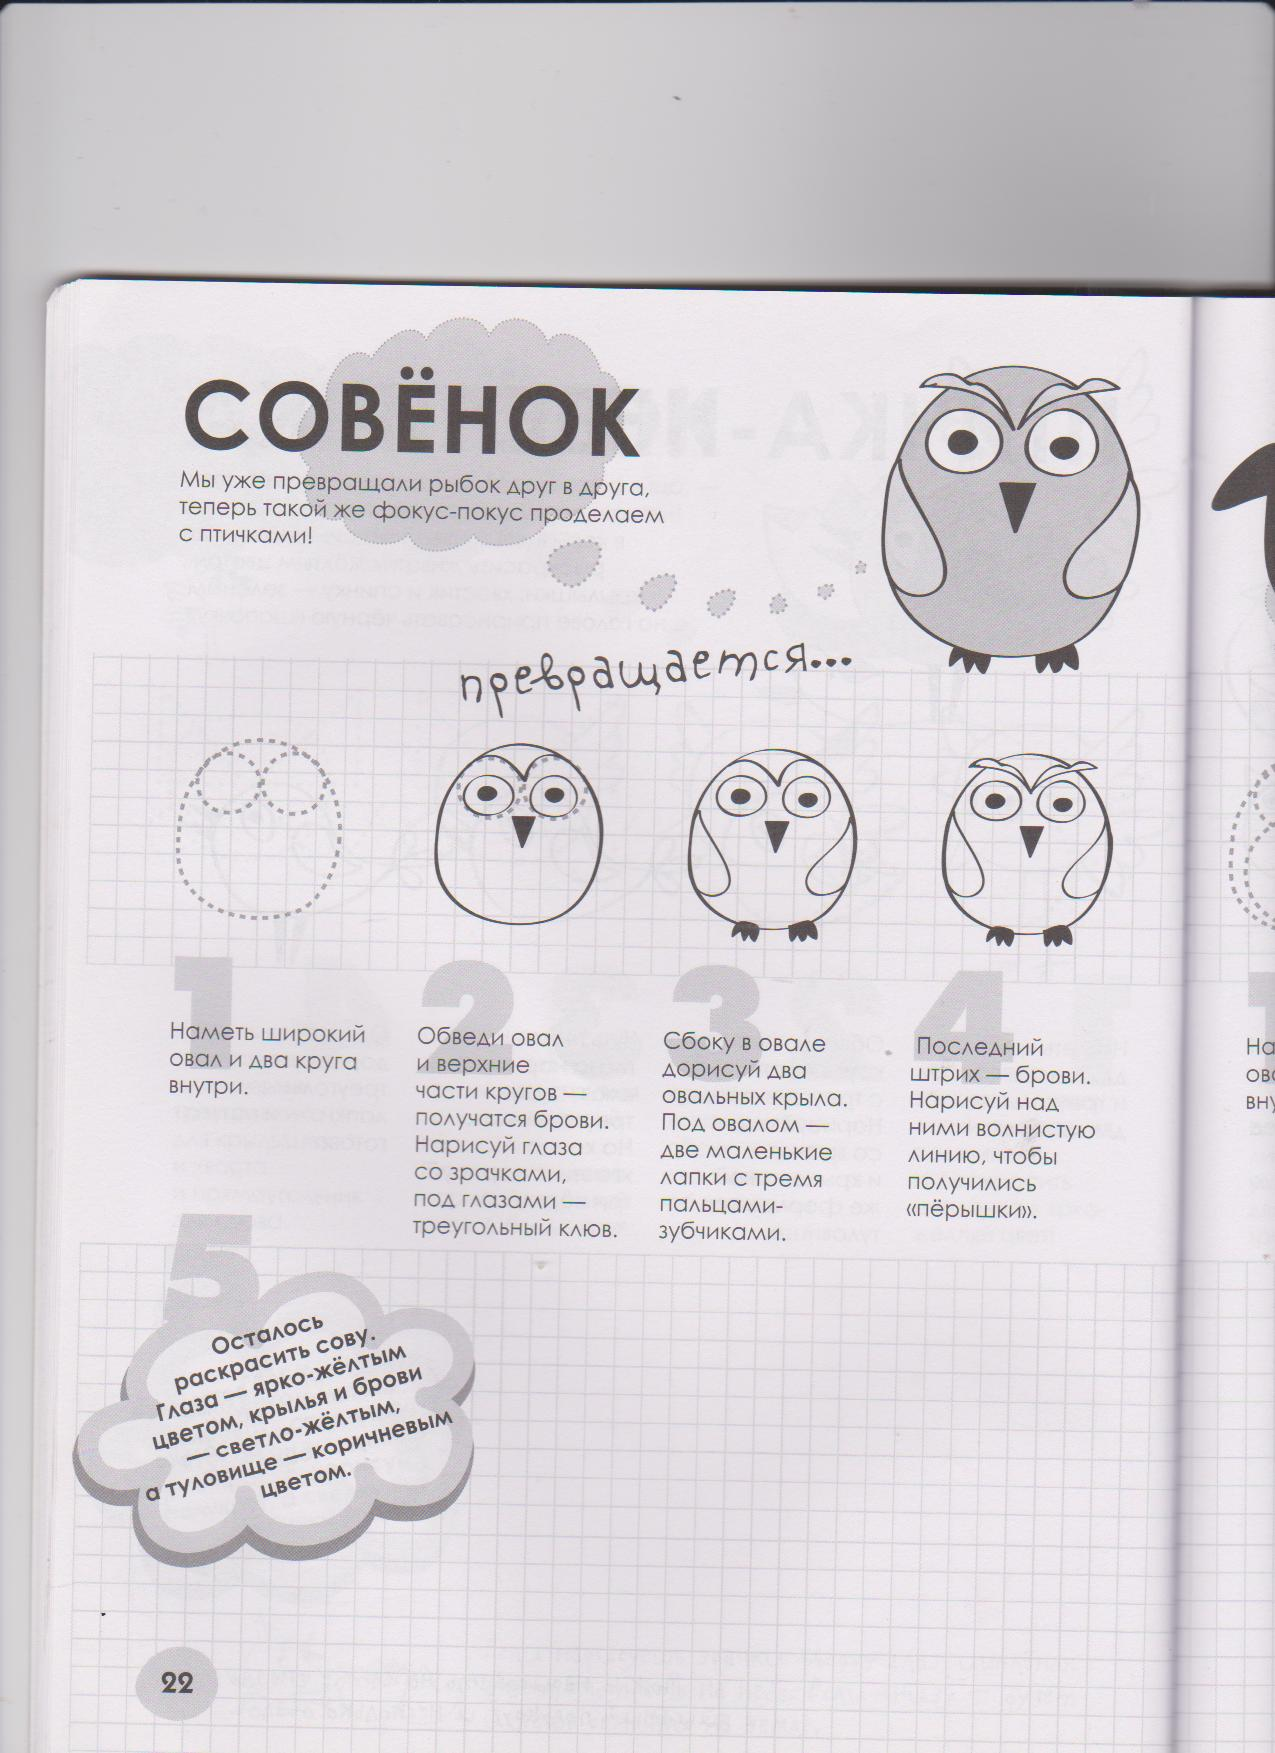 СОВЁНОК
Мы уже превращали рыбок друг в друга,
теперь такой же фокус-покус проделаем
с птичками!
превращается...
1
Наметь широкий
овал и два круга
внутри.
2
Обведи овал
и верхние
части кругов —
получатся брови.
Нарисуй глаза
со зрачками,
под глазами —
треугольный клюв.
3
Сбоку в овале
дорисуй два
овальных крыла.
Под овалом —
две маленькие
лапки с тремя
пальцами-
зубчиками.
4
Последний
штрих — брови.
Нарисуй над
ними волнистую
линию, чтобы
получились
«пёрышки».
5
Осталось
раскрасить сову.
Глаза — ярко-жёлтым
цветом, крылья и брови
— светло-жёлтым,
а туловище — коричневым
цветом.
22